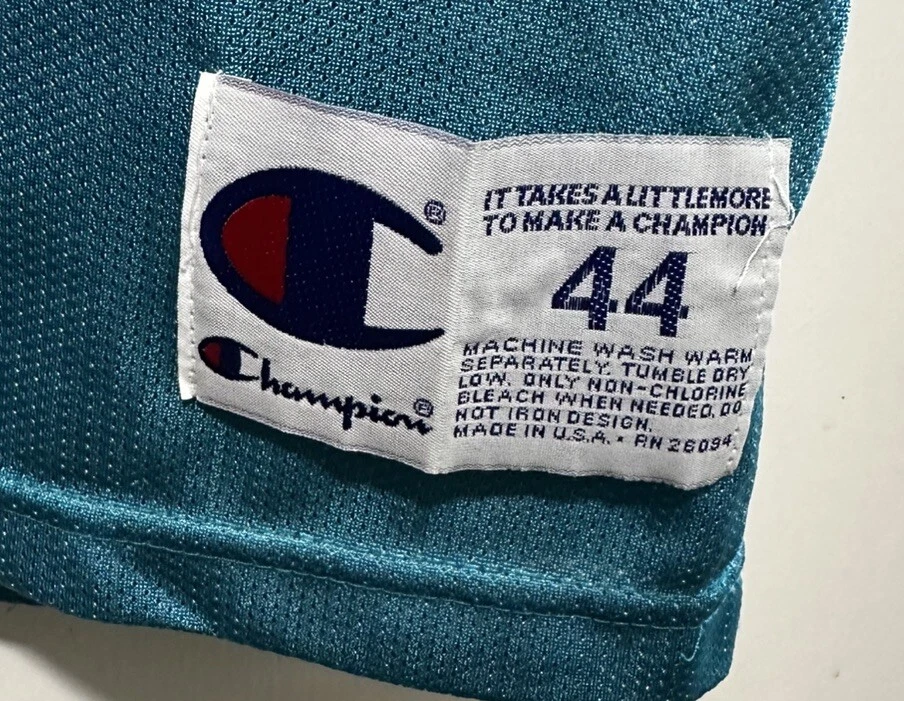 Champion®
IT TAKES A LITTLE MORE
TO MAKE A CHAMPION
44
MACHINE WASH WARM
SEPARATELY. TUMBLE DRY
LOW. ONLY NON-CHLORINE
BLEACH WHEN NEEDED. DO
NOT IRON DESIGN.
MADE IN U.S.A. • RN 26094